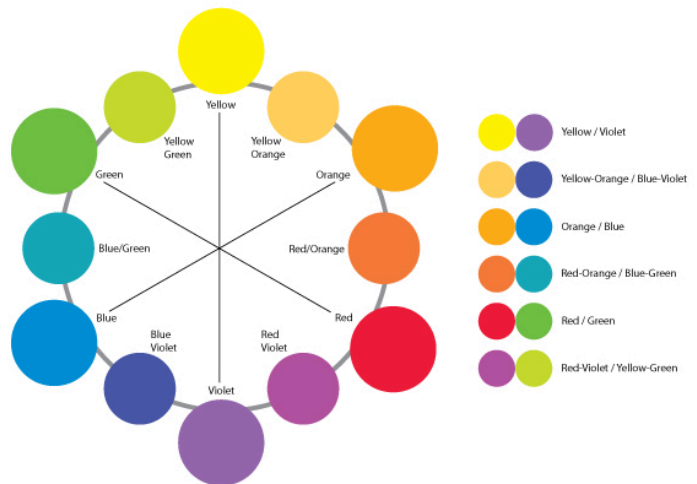 Yellow
Yellow
Green
Yellow
Orange
Green
Orange
Blue/Green
Red/Orange
Blue
Red
Blue
Violet
Red
Violet
Violet
Yellow / Violet
Yellow-Orange / Blue-Violet
Orange / Blue
Red-Orange / Blue-Green
Red / Green
Red-Violet / Yellow-Green